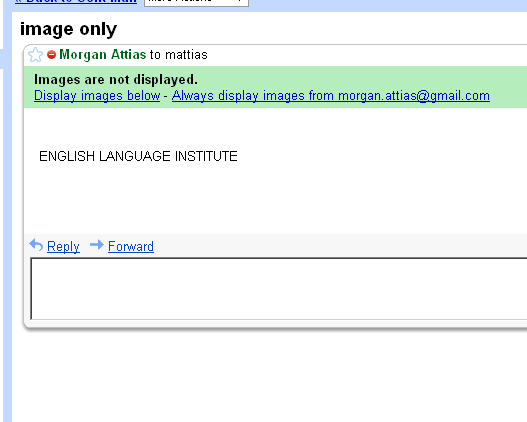 « Back to Sent Mail More Actions
image only
Morgan Attias to mattias
Images are not displayed.
Display images below - Always display images from morgan.attias@gmail.com
ENGLISH LANGUAGE INSTITUTE
Reply Forward